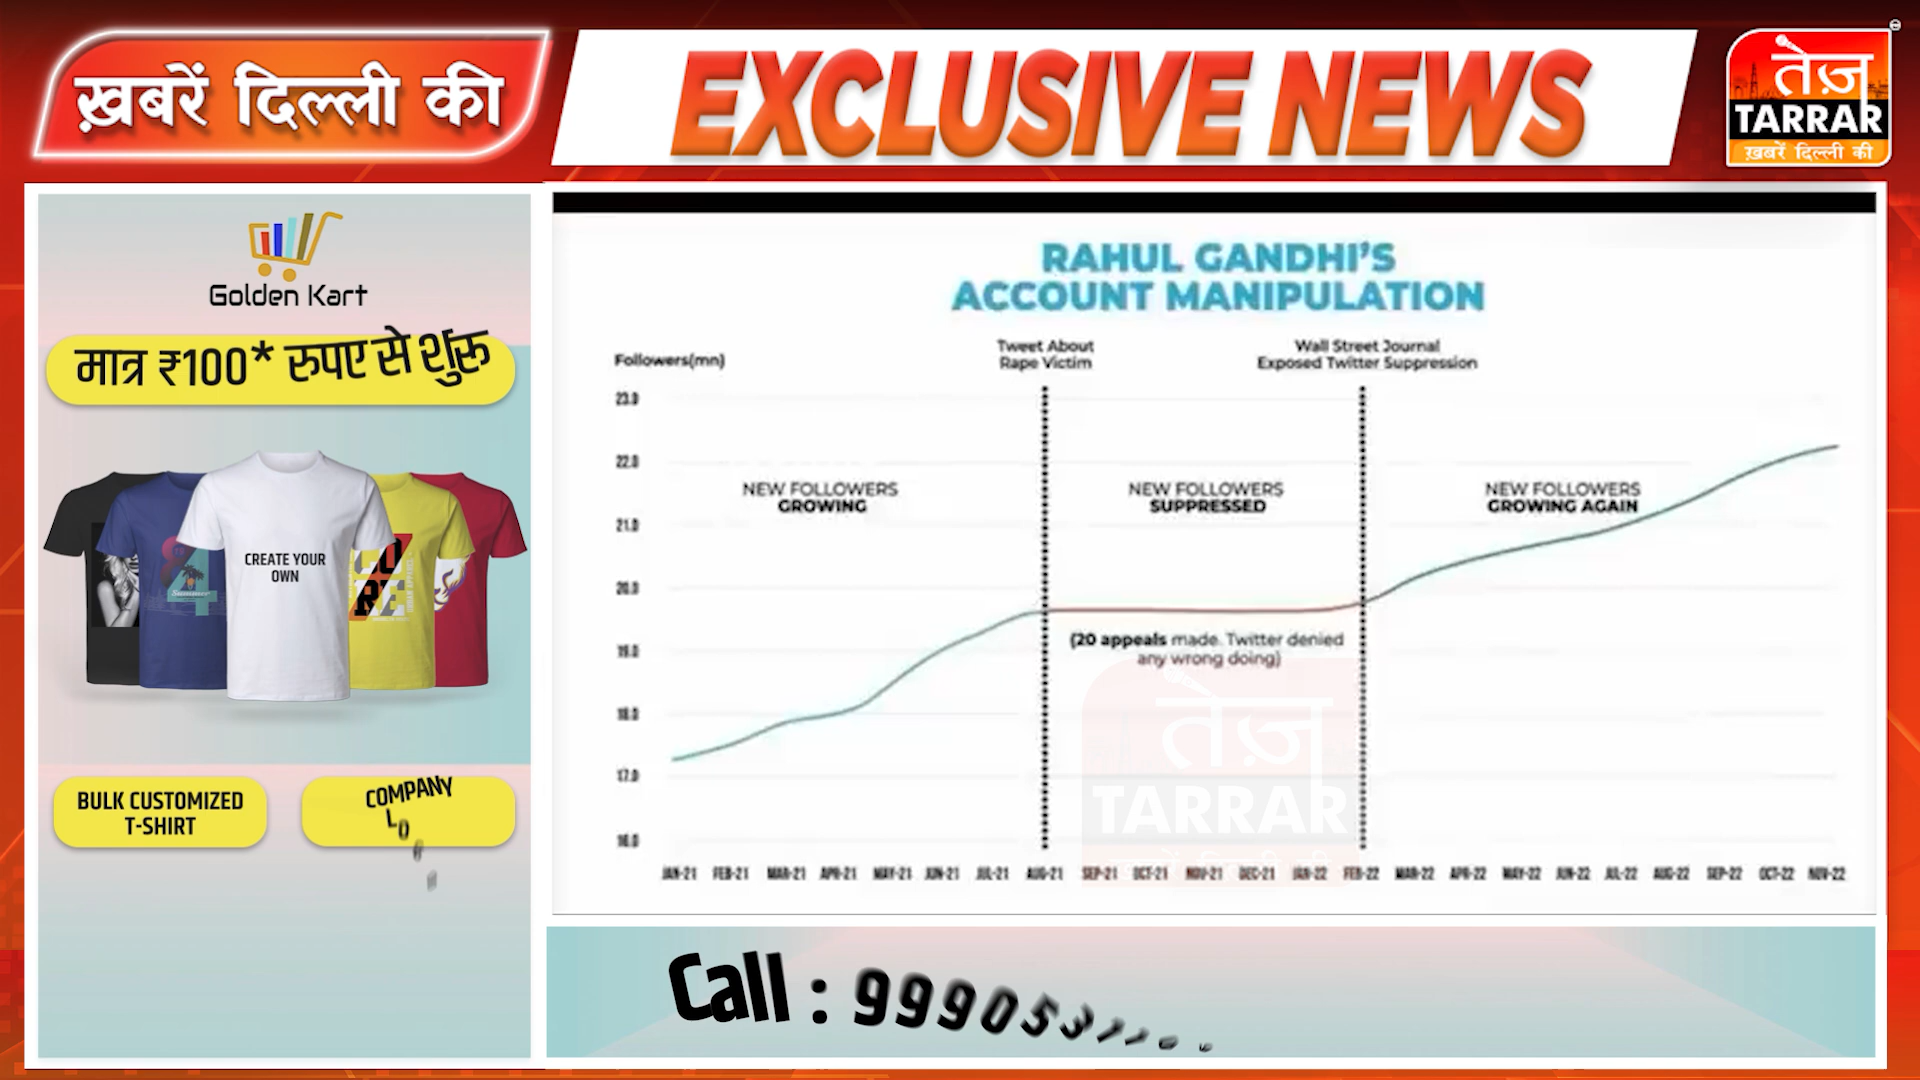 ख़बरें दिल्ली की
EXCLUSIVE NEWS
तेज़
TARRAR
ख़बरें दिल्ली की
Golden Kart
मात्र ₹100* रुपए से शुरू
CREATE YOUR
OWN
Summer
BULK CUSTOMIZED
T-SHIRT
COMPANY
LO
RAHUL GANDHI'S
ACCOUNT MANIPULATION
Followers(mn)
Tweet About
Rape Victim
Wall Street Journal
Exposed Twitter Suppression
23.0
22.0
21.0
20.0
19.0
18.0
17.0
16.0
NEW FOLLOWERS
GROWING
NEW FOLLOWERS
SUPPRESSED
NEW FOLLOWERS
GROWING AGAIN
(20 appeals made. Twitter denied
any wrong doing)
तेज़
TARRAR
ख़बरें दिल्ली की
JAN-21 FEB-21 MAR-21 APR-21 MAY-21 JUN-21 JUL-21 AUG-21 SEP-21 OCT-21 NOV-21 DEC-21 JAN-22 FEB-22 MAR-22 APR-22 MAY-22 JUN-22 JUL-22 AUG-22 SEP-22 OCT-22 NOV-22
Call : 999053